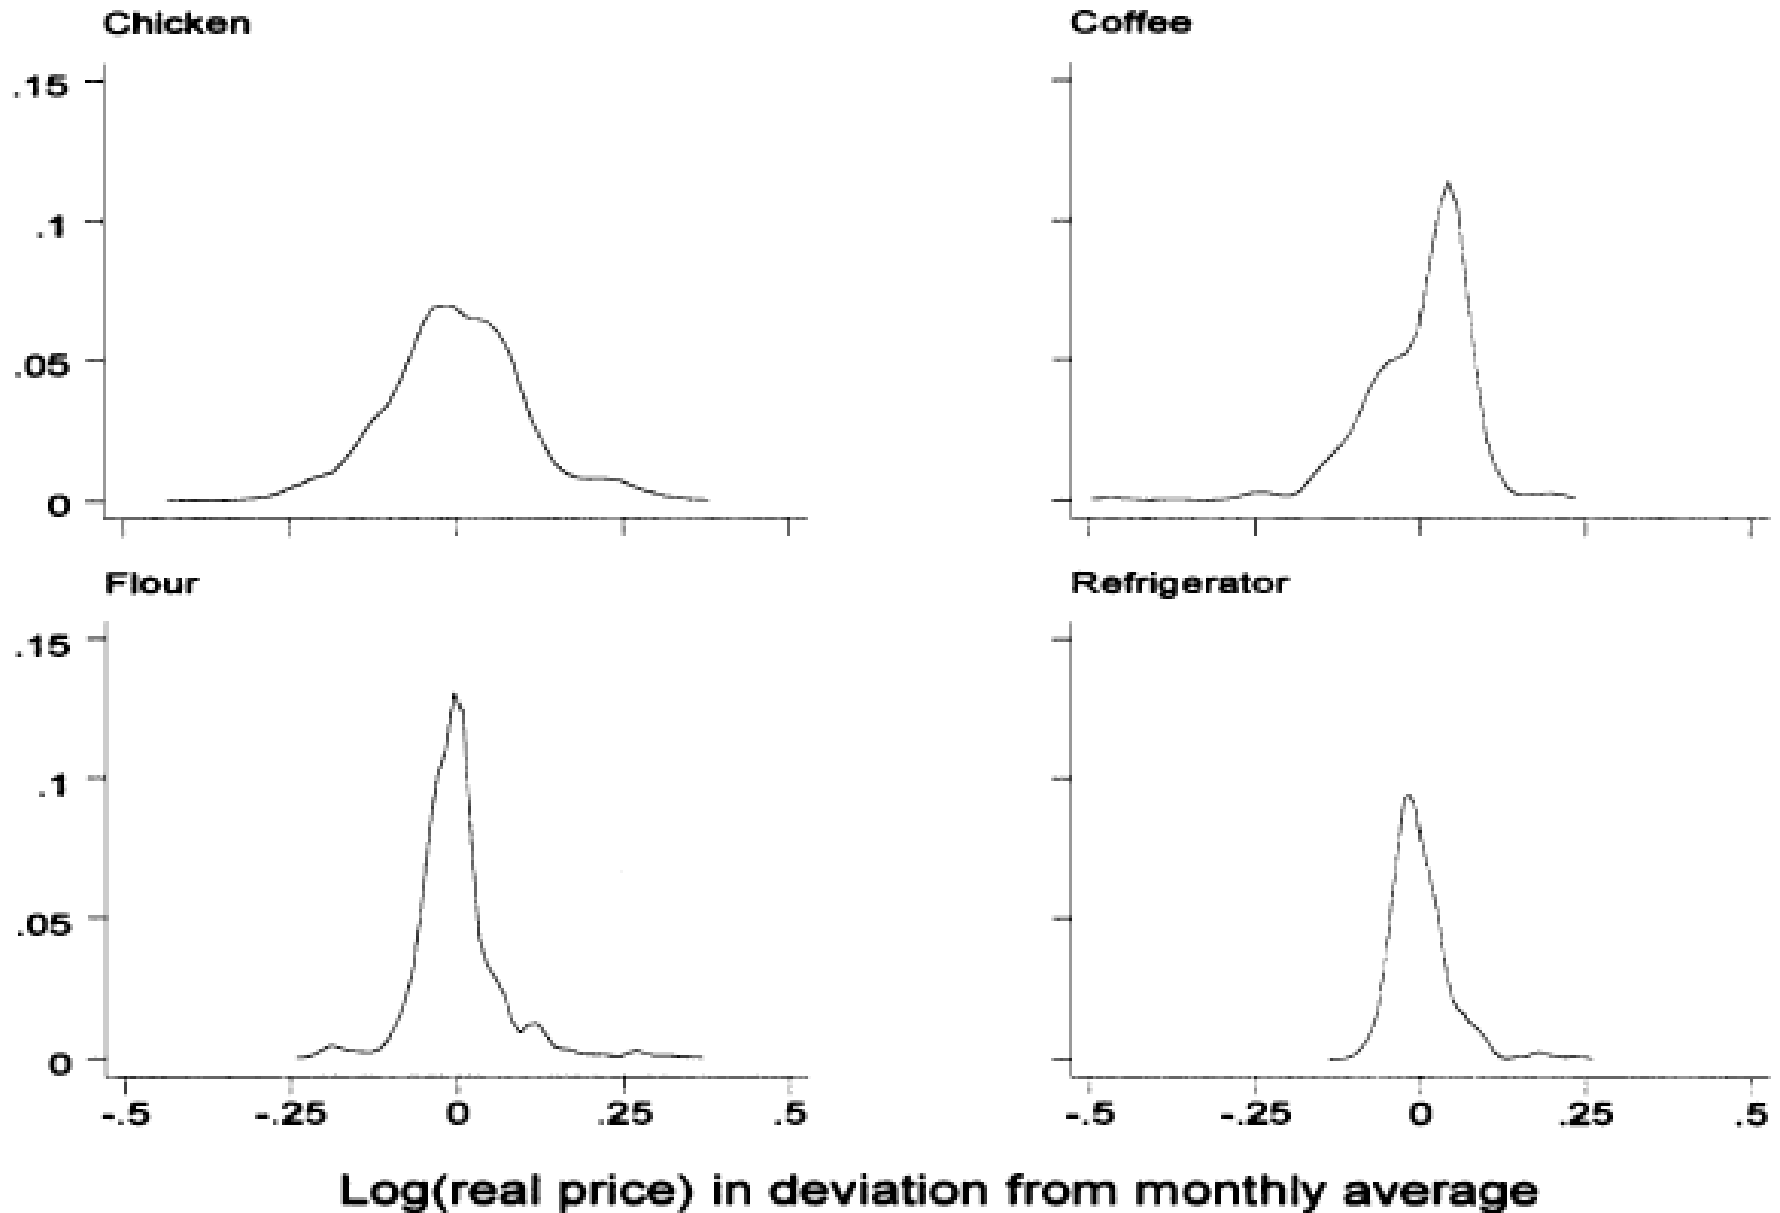 Chicken
Coffee
.15
.1
.05
0
Flour
Refrigerator
.15
.1
.05
0
-.5 -.25 0 .25 .5
-.5 -.25 0 .25 .5
Log(real price) in deviation from monthly average